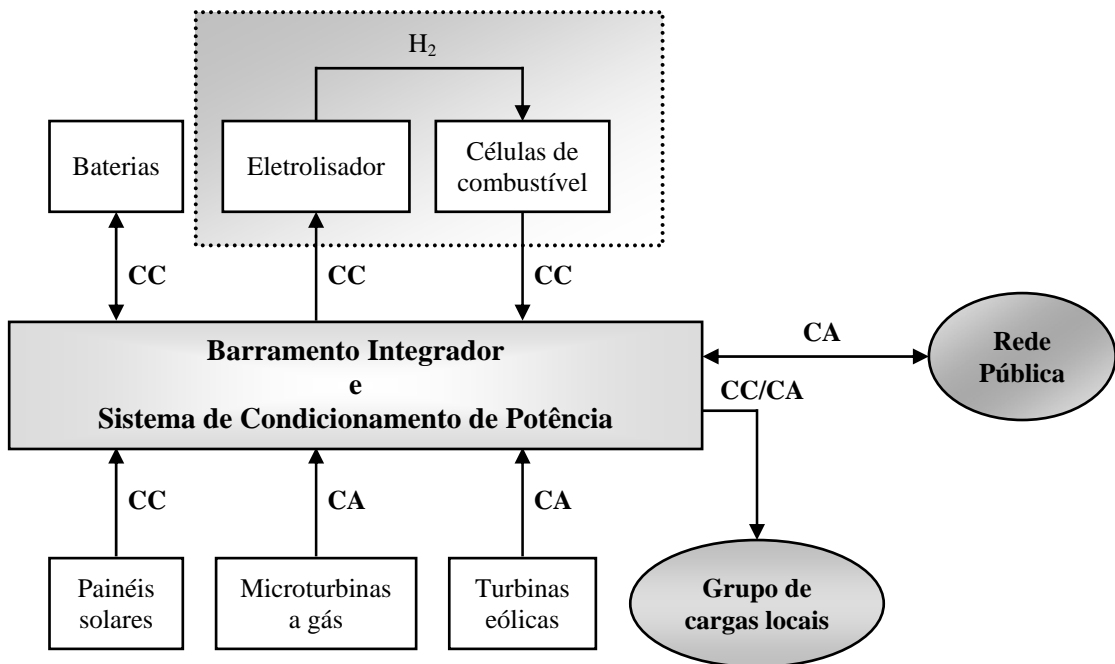 H₂
Baterias
Eletrolisador
Células de
combustível
CC
CC
CC
Barramento Integrador
e
Sistema de Condicionamento de Potência
CA
Rede
Pública
CC/CA
CC
CA
CA
Painéis
solares
Microturbinas
a gás
Turbinas
eólicas
Grupo de
cargas locais